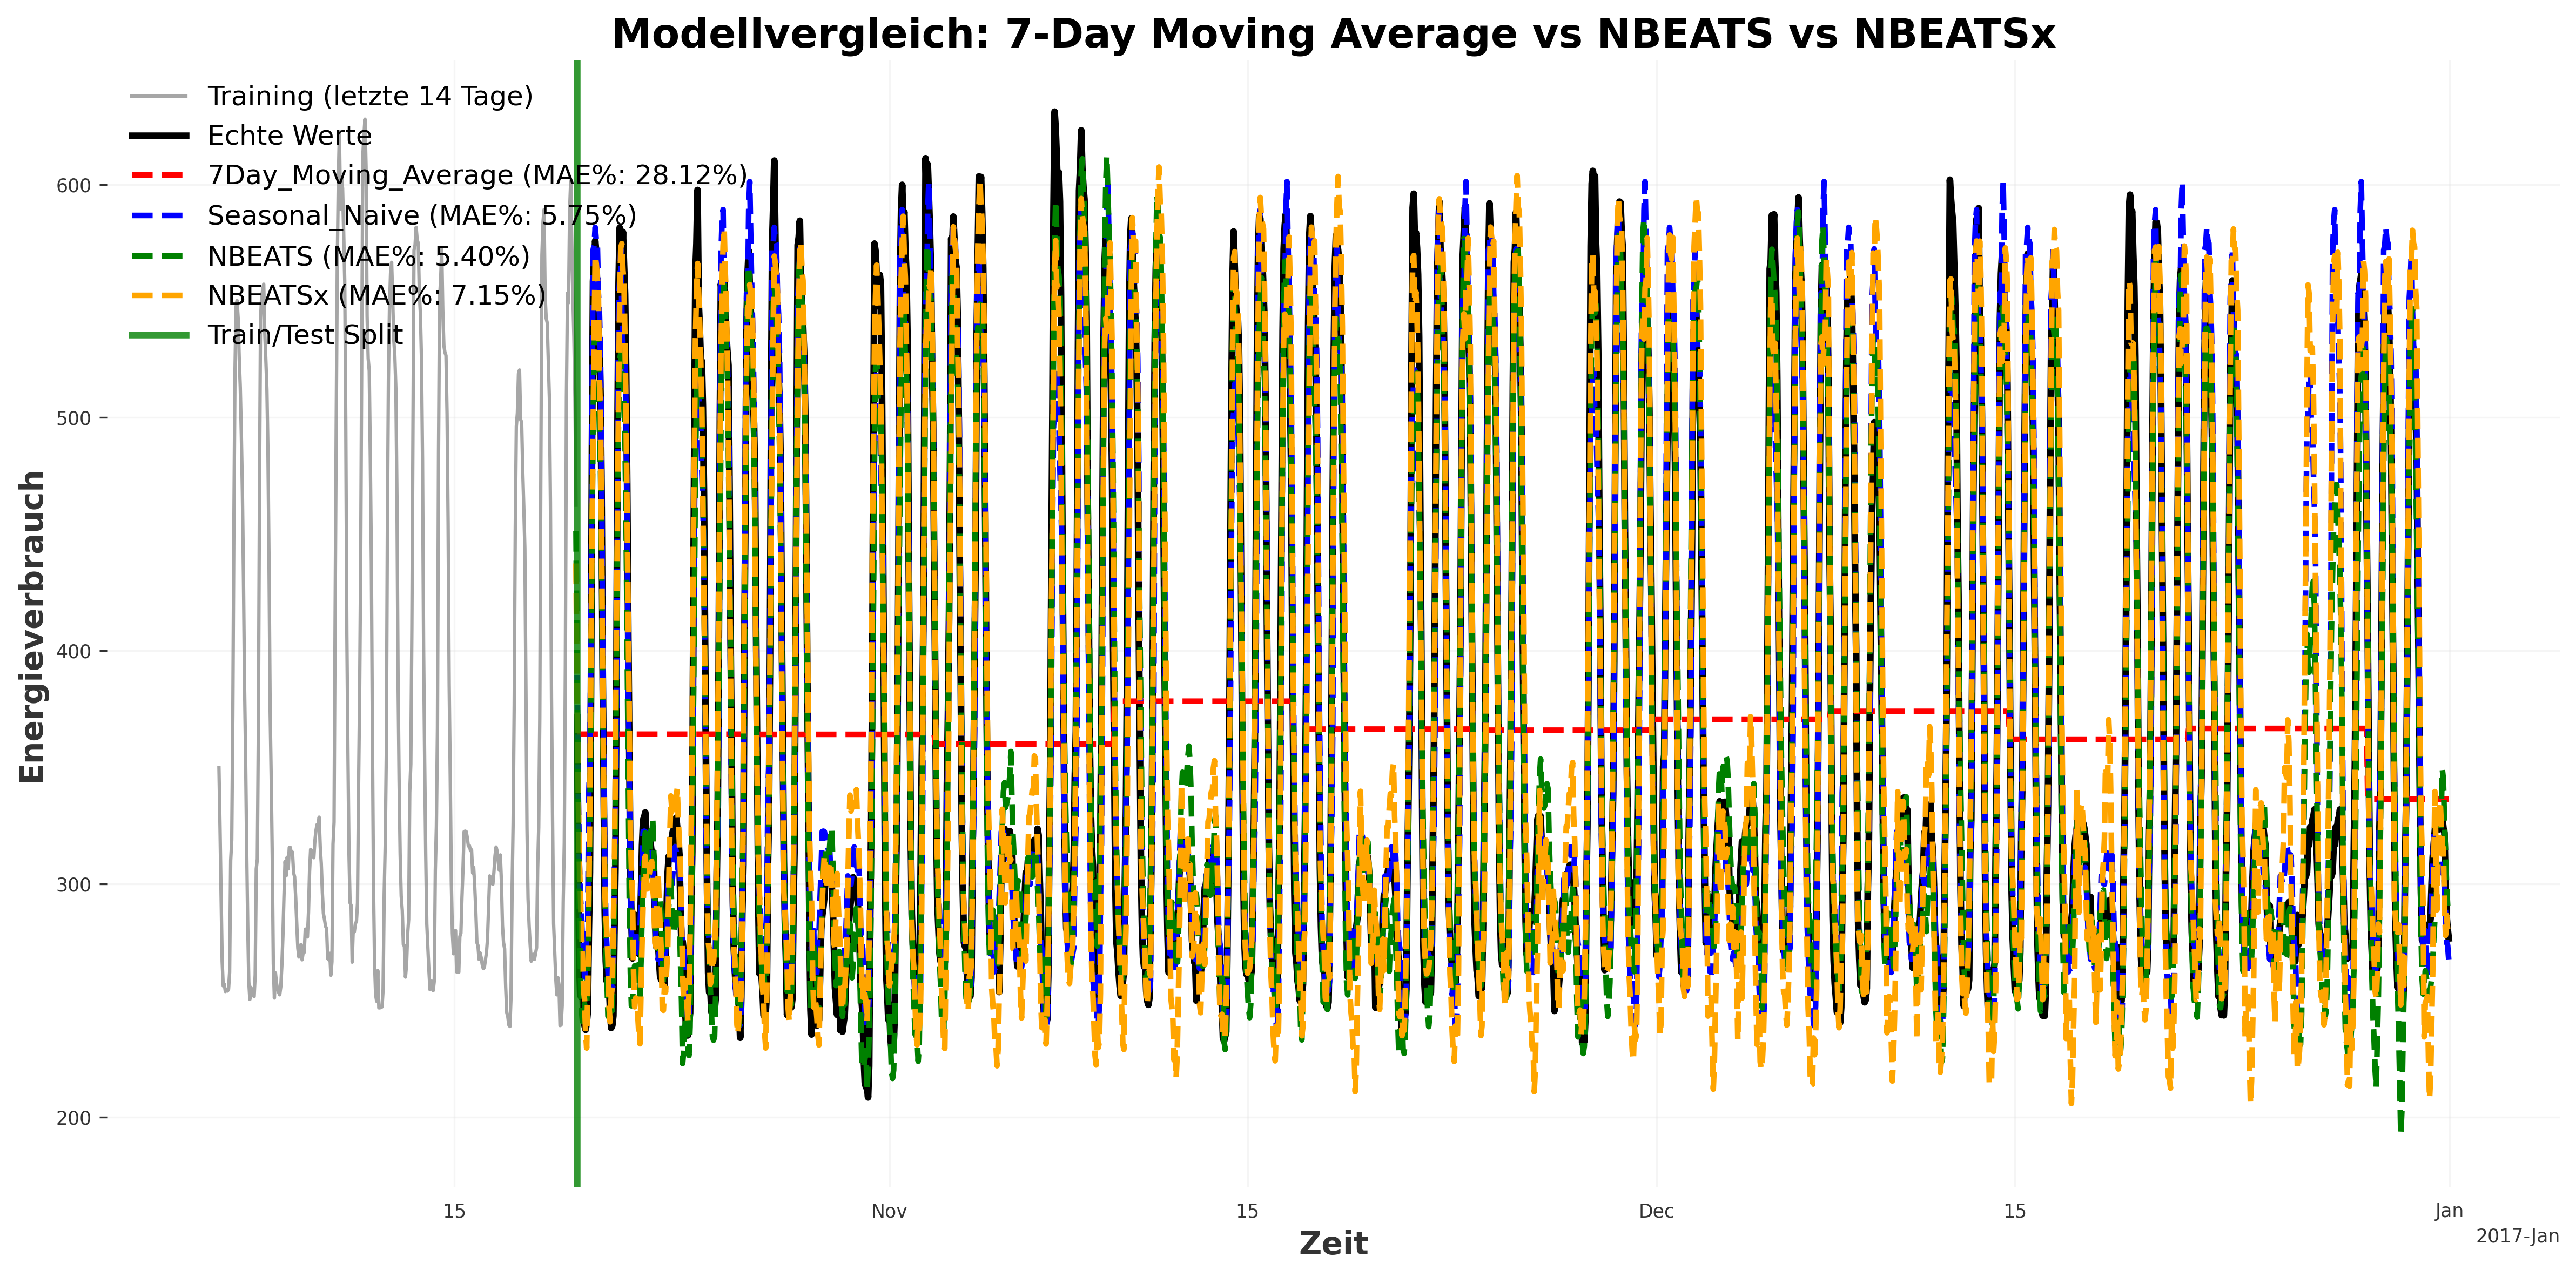 Modellvergleich: 7-Day Moving Average vs NBEATS vs NBEATSx
Training (letzte 14 Tage)
Echte Werte
7Day_Moving_Average (MAE%: 28.12%)
Seasonal_Naive (MAE%: 5.75%)
NBEATS (MAE%: 5.40%)
NBEATSx (MAE%: 7.15%)
Train/Test Split
Energieverbrauch
600
500
400
300
200
15
Nov
15
Dec
15
Jan
2017-Jan
Zeit